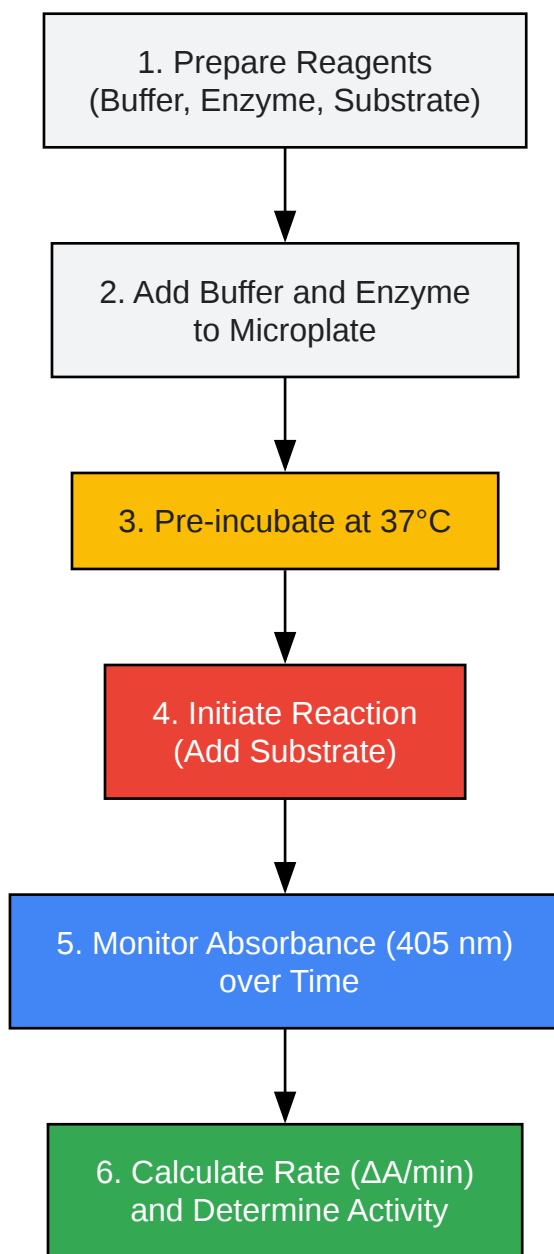 1. Prepare Reagents
(Buffer, Enzyme, Substrate)
2. Add Buffer and Enzyme
to Microplate
3. Pre-incubate at 37°C
4. Initiate Reaction
(Add Substrate)
5. Monitor Absorbance (405 nm)
over Time
6. Calculate Rate (ΔA/min)
and Determine Activity